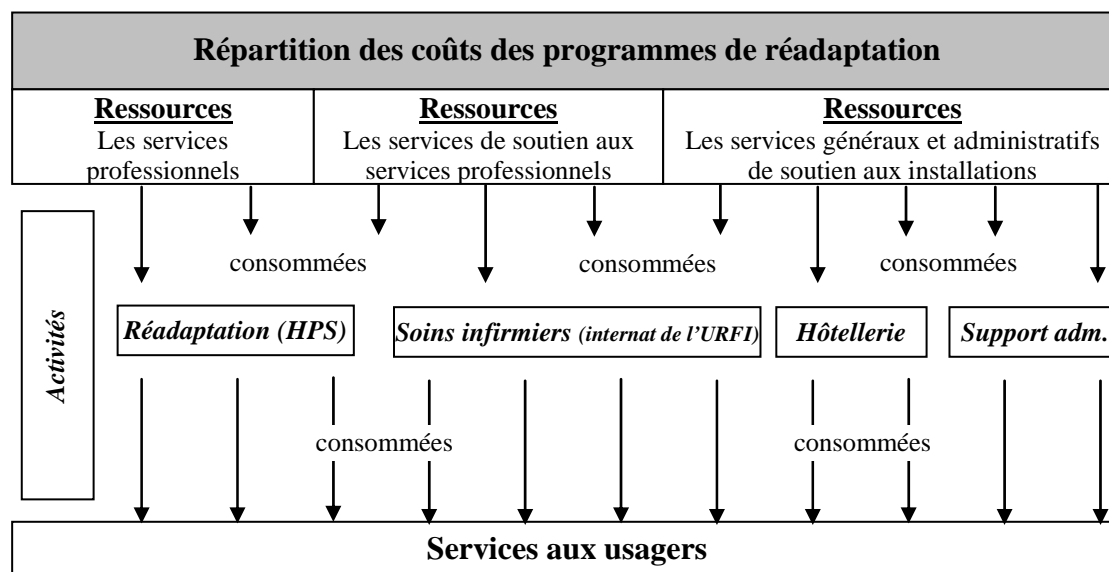 Répartition des coûts des programmes de réadaptation
Ressources
Les services
professionnels
Ressources
Les services de soutien aux
services professionnels
Ressources
Les services généraux et administratifs
de soutien aux installations
consommées
consommées
consommées
Activités
Réadaptation (HPS)
Soins infirmiers (internat de l’URFI)
Hôtellerie
Support adm.
consommées
consommées
Services aux usagers